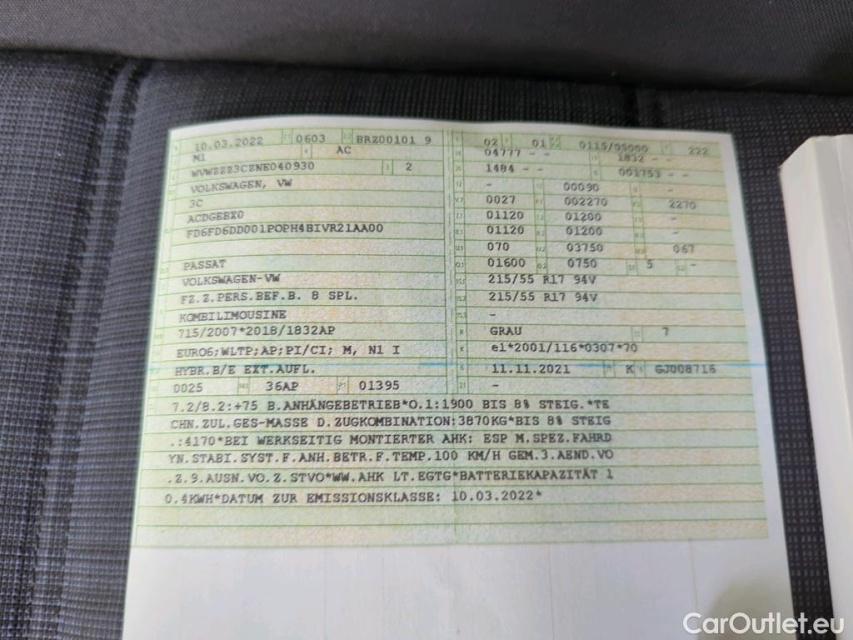 10.03.2022 0603 BRZ00101 9
M1 AC
WVWZZZ3CZNE040930 2
VOLKSWAGEN, VW
3C
ACDGEBX0
FD6FD6DD001POPH4BIVR21AA00
PASSAT
VOLKSWAGEN-VW
FZ.Z.PERS.BEF.B. 8 SPL.
KOMBILIMOUSINE
715/2007*2018/1832AP
EURO6;WLTP;AP;PI/CI; M, N1 I
HYBR.B/E EXT.AUFL.
0025 36AP 01395
02 01 0115/05000 222
04777 - - 1832 - -
1484 - - 001753 - -
- 00090 -
0027 002270 2270
01120 01200 -
01120 01200 -
070 03750 067
01600 0750 5 -
215/55 R17 94V
215/55 R17 94V
-
GRAU 7
e1*2001/116*0307*70
11.11.2021 K GJ008716
-
7.2/8.2:+75 B.ANHÄNGEBETRIEB*O.1:1900 BIS 8% STEIG.*TE
CHN.ZUL.GES-MASSE D.ZUGKOMBINATION:3870KG*BIS 8% STEIG
.:4170*BEI WERKSEITIG MONTIERTER AHK: ESP M.SPEZ.FAHRD
YN.STABI.SYST.F.ANH.BETR.F.TEMP.100 KM/H GEM.3.AEND.VO
.Z.9.AUSN.VO.Z.STVO*WW.AHK LT.EGTG*BATTERIEKAPAZITÄT 1
0.4KWH*DATUM ZUR EMISSIONSKLASSE: 10.03.2022*
CarOutlet.eu